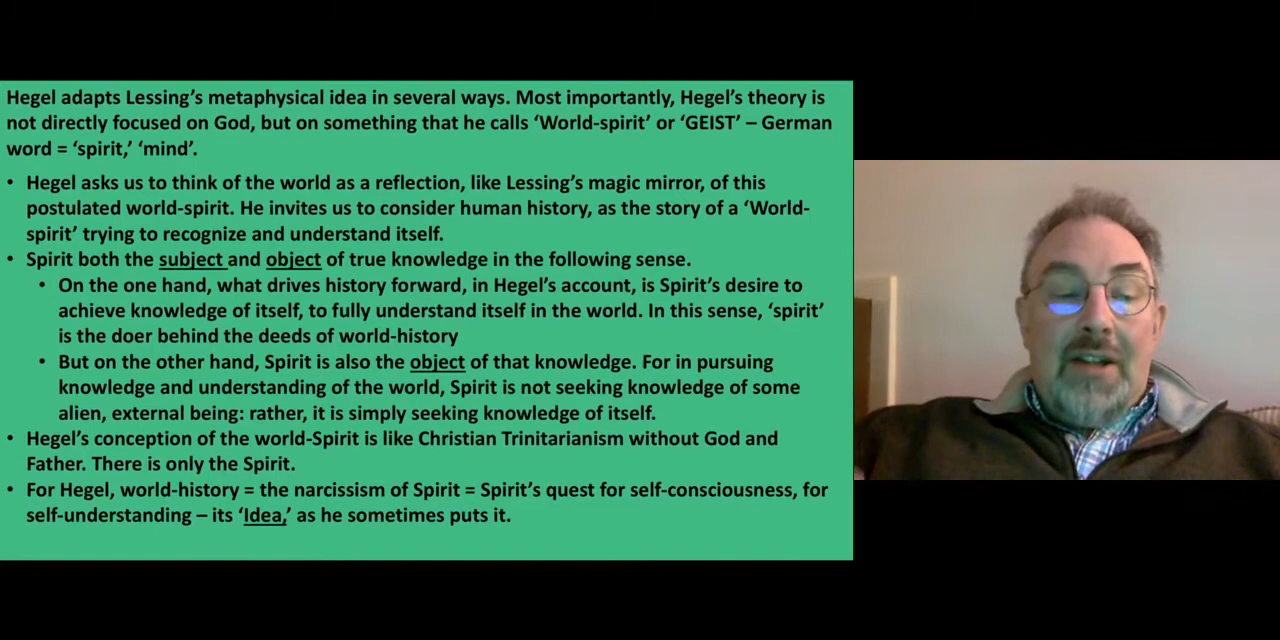 Hegel adapts Lessing's metaphysical idea in several ways. Most importantly, Hegel's theory is
not directly focused on God, but on something that he calls 'World-spirit' or 'GEIST' – German
word = 'spirit,' 'mind'.
• Hegel asks us to think of the world as a reflection, like Lessing's magic mirror, of this
postulated world-spirit. He invites us to consider human history, as the story of a 'World-
spirit' trying to recognize and understand itself.
• Spirit both the subject and object of true knowledge in the following sense.
• On the one hand, what drives history forward, in Hegel's account, is Spirit's desire to
achieve knowledge of itself, to fully understand itself in the world. In this sense, 'spirit'
is the doer behind the deeds of world-history
• But on the other hand, Spirit is also the object of that knowledge. For in pursuing
knowledge and understanding of the world, Spirit is not seeking knowledge of some
alien, external being: rather, it is simply seeking knowledge of itself.
• Hegel's conception of the world-Spirit is like Christian Trinitarianism without God and
Father. There is only the Spirit.
• For Hegel, world-history = the narcissism of Spirit = Spirit's quest for self-consciousness, for
self-understanding – its 'Idea,' as he sometimes puts it.